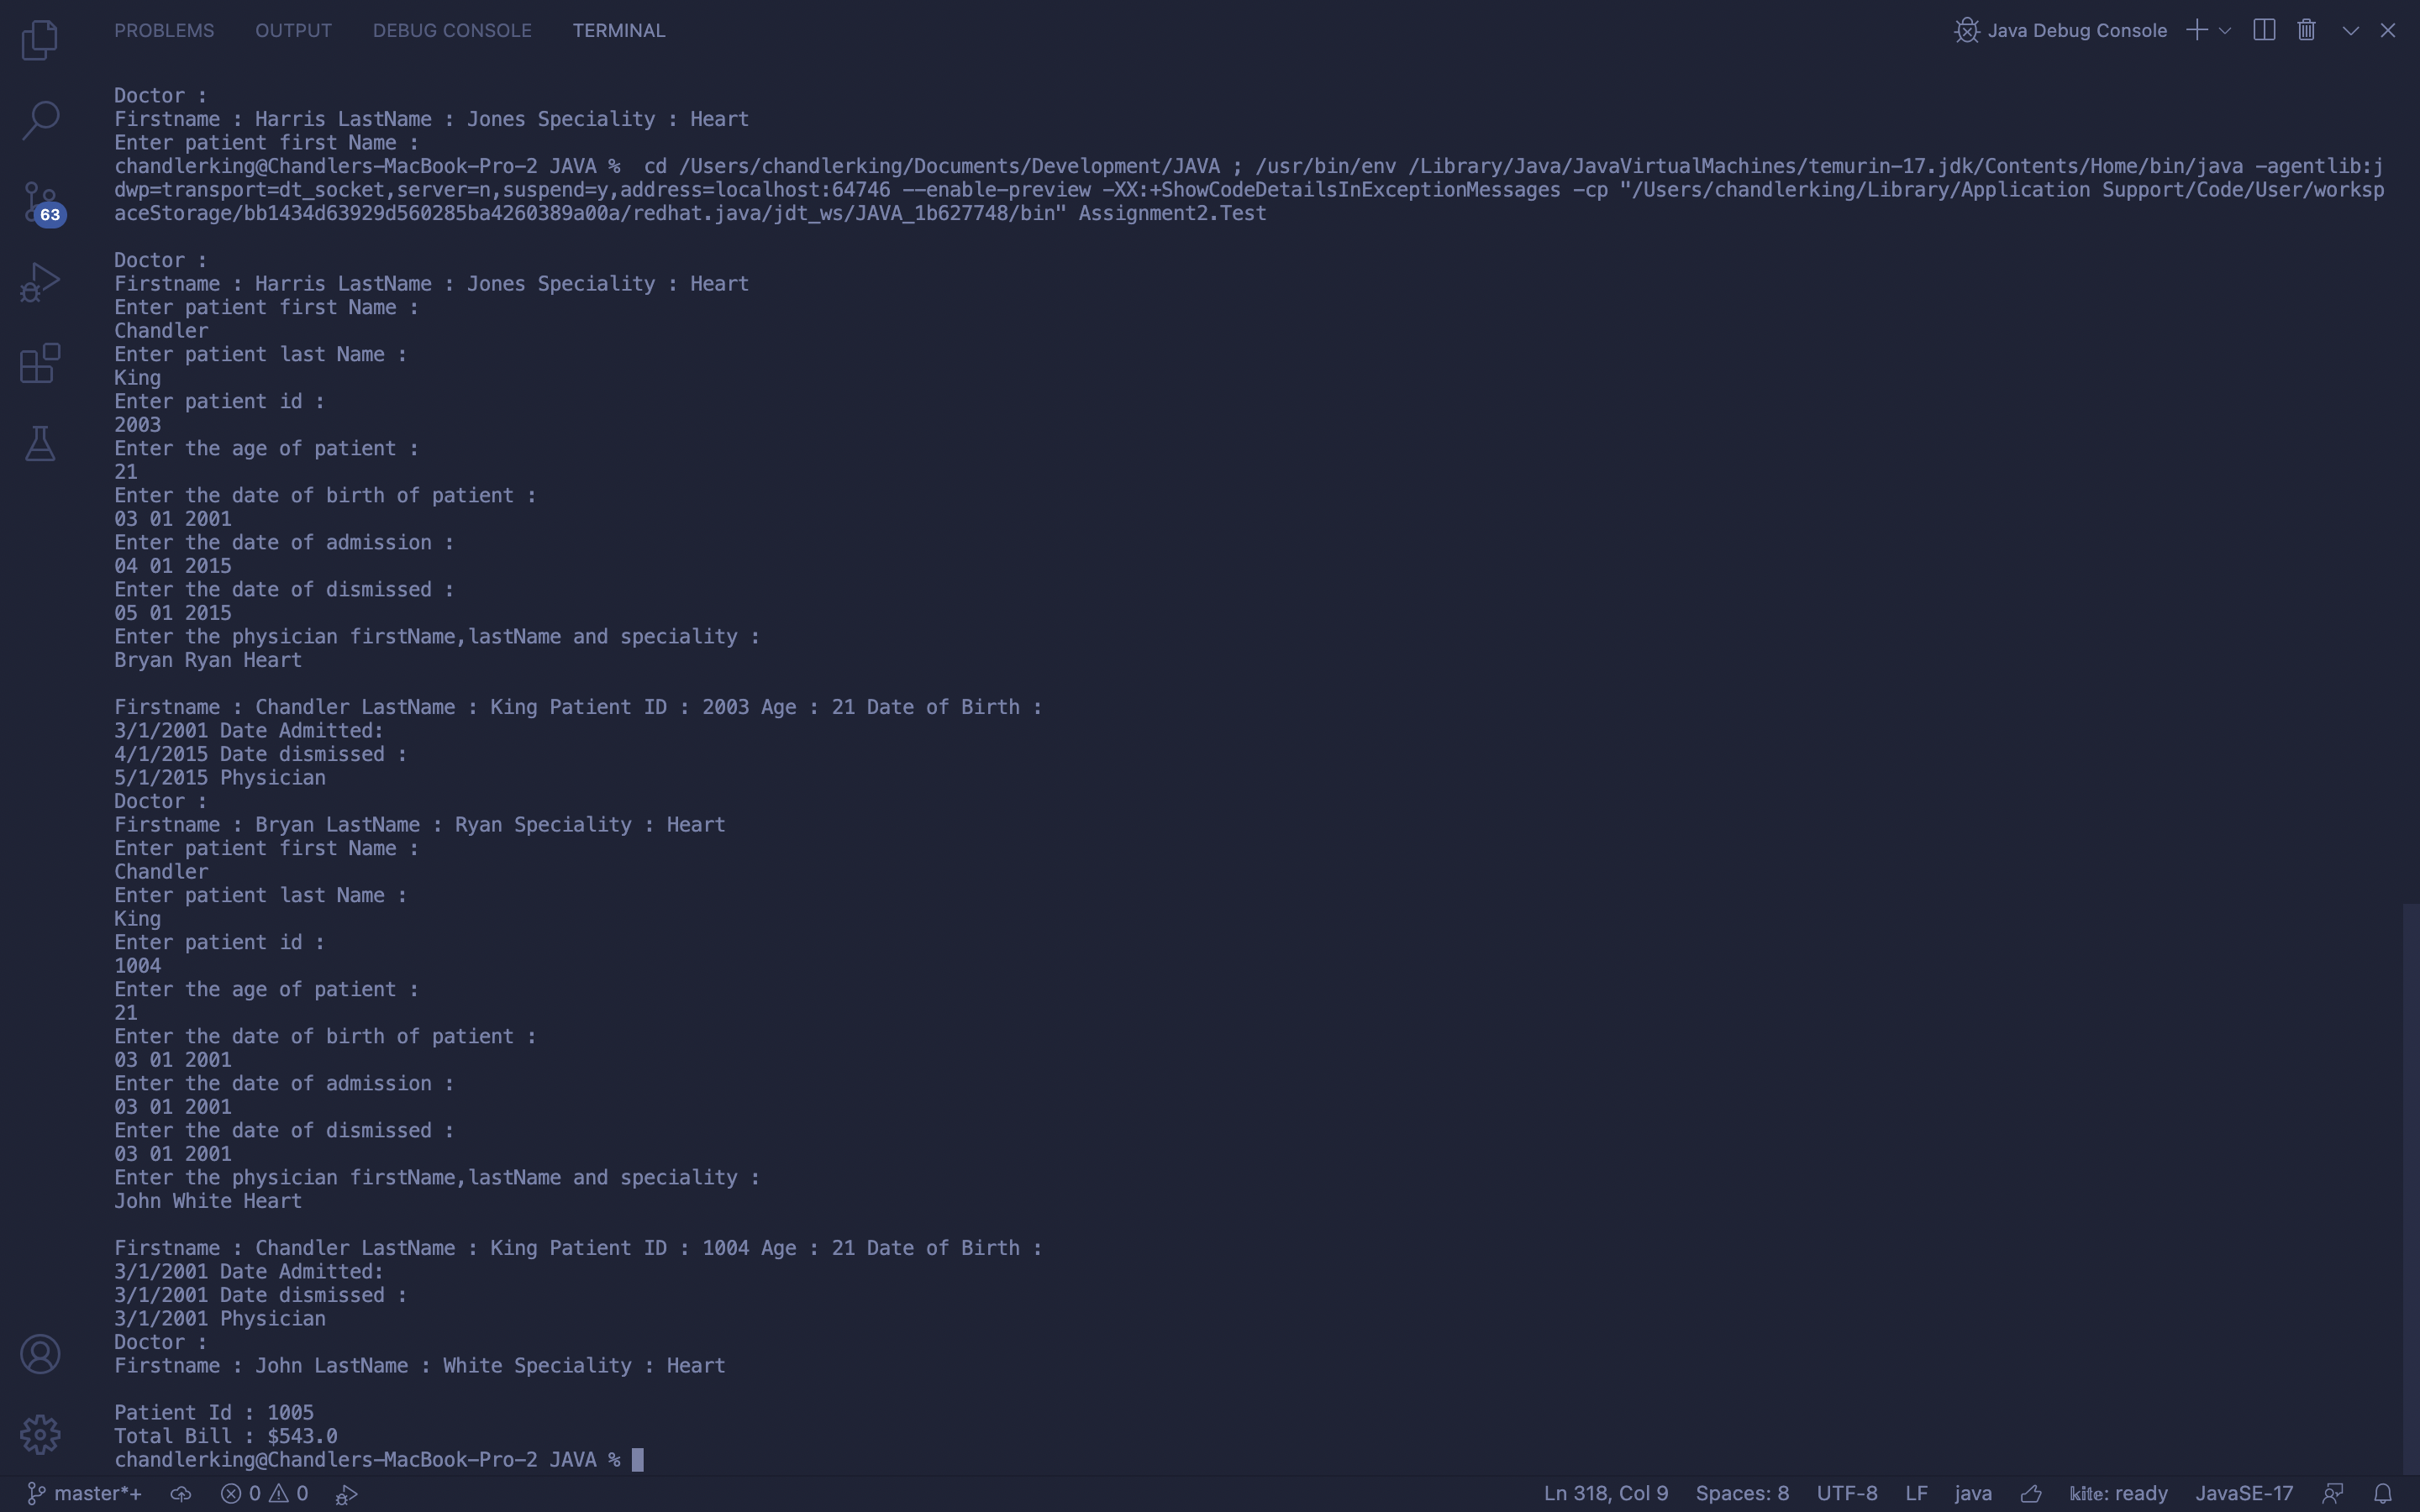 PROBLEMS OUTPUT DEBUG CONSOLE TERMINAL Java Debug Console
Doctor :
Firstname : Harris LastName : Jones Speciality : Heart
Enter patient first Name :
chandlerking@Chandlers-MacBook-Pro-2 JAVA %  cd /Users/chandlerking/Documents/Development/JAVA ; /usr/bin/env /Library/Java/JavaVirtualMachines/temurin-17.jdk/Contents/Home/bin/java -agentlib:j
dwp=transport=dt_socket,server=n,suspend=y,address=localhost:64746 --enable-preview -XX:+ShowCodeDetailsInExceptionMessages -cp "/Users/chandlerking/Library/Application Support/Code/User/worksp
aceStorage/bb1434d63929d560285ba4260389a00a/redhat.java/jdt_ws/JAVA_1b627748/bin" Assignment2.Test
63
Doctor :
Firstname : Harris LastName : Jones Speciality : Heart
Enter patient first Name :
Chandler
Enter patient last Name :
King
Enter patient id :
2003
Enter the age of patient :
21
Enter the date of birth of patient :
03 01 2001
Enter the date of admission :
04 01 2015
Enter the date of dismissed :
05 01 2015
Enter the physician firstName,lastName and speciality :
Bryan Ryan Heart
Firstname : Chandler LastName : King Patient ID : 2003 Age : 21 Date of Birth :
3/1/2001 Date Admitted:
4/1/2015 Date dismissed :
5/1/2015 Physician
Doctor :
Firstname : Bryan LastName : Ryan Speciality : Heart
Enter patient first Name :
Chandler
Enter patient last Name :
King
Enter patient id :
1004
Enter the age of patient :
21
Enter the date of birth of patient :
03 01 2001
Enter the date of admission :
03 01 2001
Enter the date of dismissed :
03 01 2001
Enter the physician firstName,lastName and speciality :
John White Heart
Firstname : Chandler LastName : King Patient ID : 1004 Age : 21 Date of Birth :
3/1/2001 Date Admitted:
3/1/2001 Date dismissed :
3/1/2001 Physician
Doctor :
Firstname : John LastName : White Speciality : Heart
Patient Id : 1005
Total Bill : $543.0
chandlerking@Chandlers-MacBook-Pro-2 JAVA %
master*+ 0 0 Ln 318, Col 9 Spaces: 8 UTF-8 LF java kite: ready JavaSE-17